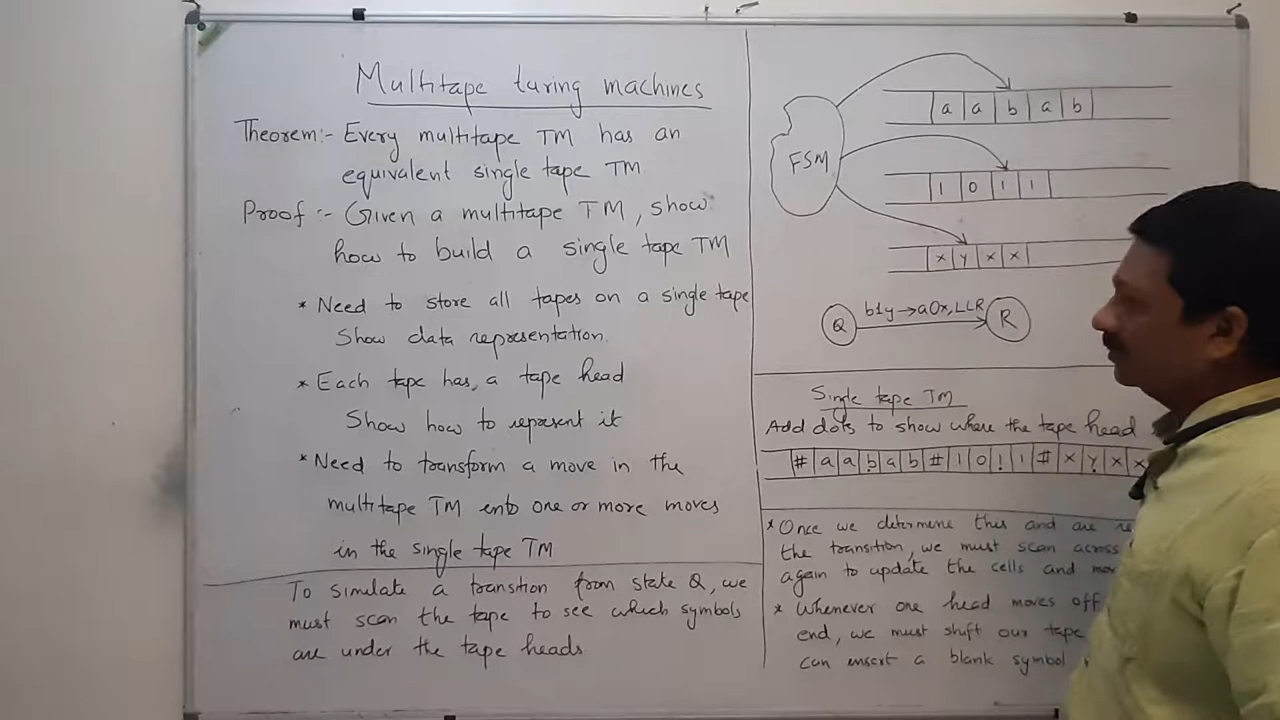 Multitape turing machines
Theorem:- Every multitape TM has an
equivalent single tape TM
Proof :- Given a multitape TM, show
how to build a single tape TM
* Need to store all tapes on a single tape
Show data representation.
* Each tape has, a tape head
Show how to represent it
* Need to transform a move in the
multitape TM into one or more moves
in the single tape TM
To simulate a transition from state Q, we
must scan the tape to see which symbols
are under the tape heads
a a b a b
FSM
1 0 1 1
x y x x
Q b1y→a0x,LLR R
Single tape TM
Add dots to show where the tape head
# a a b a b # 1 0 1 1 # x y x x
* Once we determine this and are
the transition, we must scan across
again to update the cells and
* Whenever one head moves off
end, we must shift our tape
can insert a blank symbol